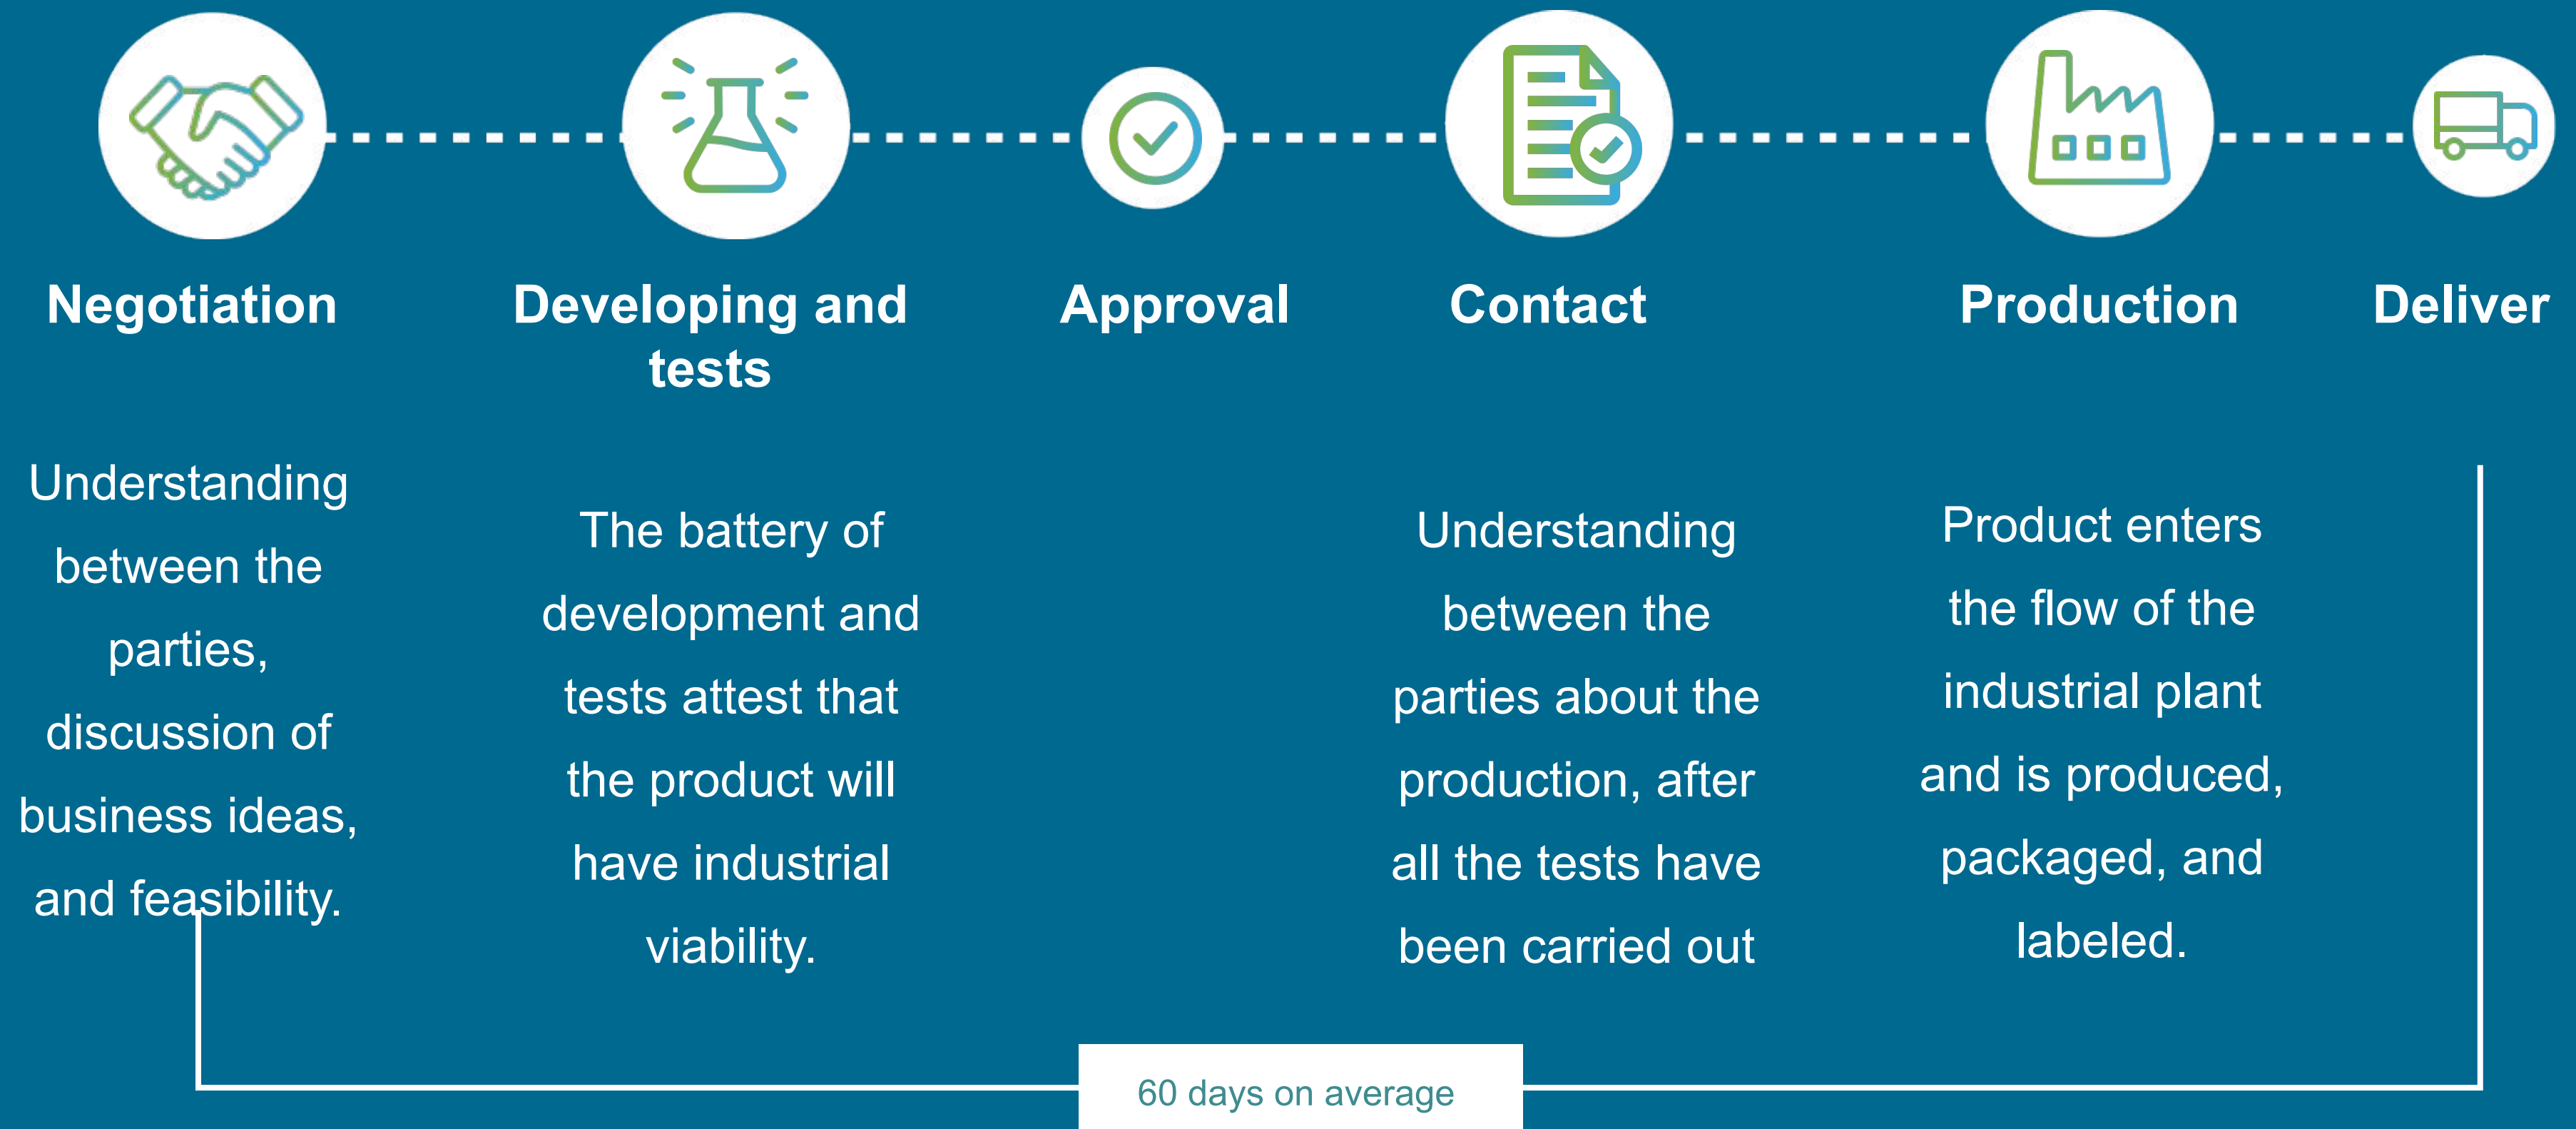 Negotiation
Understanding
between the
parties,
discussion of
business ideas,
and feasibility.
Developing and
tests
The battery of
development and
tests attest that
the product will
have industrial
viability.
Approval
Contact
Understanding
between the
parties about the
production, after
all the tests have
been carried out
Production
Product enters
the flow of the
industrial plant
and is produced,
packaged, and
labeled.
Deliver
60 days on average